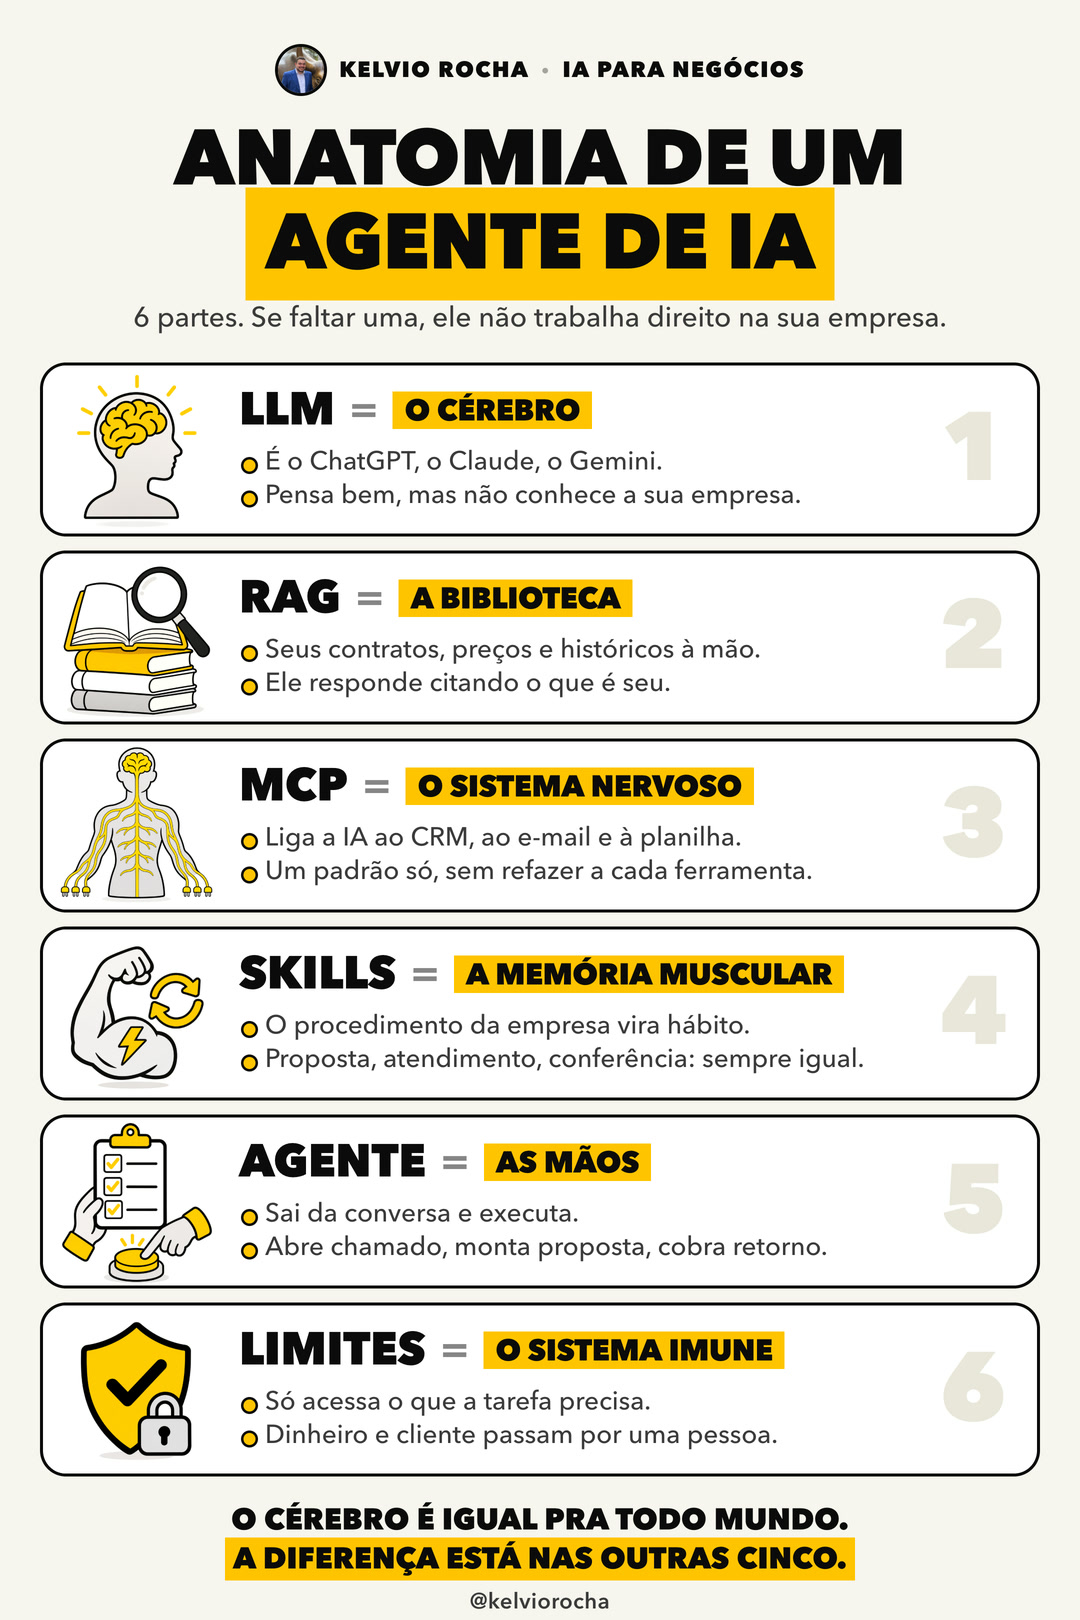 KELVIO ROCHA • IA PARA NEGÓCIOS
ANATOMIA DE UM
AGENTE DE IA
6 partes. Se faltar uma, ele não trabalha direito na sua empresa.
LLM = O CÉREBRO
É o ChatGPT, o Claude, o Gemini.
Pensa bem, mas não conhece a sua empresa.
1
RAG = A BIBLIOTECA
Seus contratos, preços e históricos à mão.
Ele responde citando o que é seu.
2
MCP = O SISTEMA NERVOSO
Liga a IA ao CRM, ao e-mail e à planilha.
Um padrão só, sem refazer a cada ferramenta.
3
SKILLS = A MEMÓRIA MUSCULAR
O procedimento da empresa vira hábito.
Proposta, atendimento, conferência: sempre igual.
4
AGENTE = AS MÃOS
Sai da conversa e executa.
Abre chamado, monta proposta, cobra retorno.
5
LIMITES = O SISTEMA IMUNE
Só acessa o que a tarefa precisa.
Dinheiro e cliente passam por uma pessoa.
6
O CÉREBRO É IGUAL PRA TODO MUNDO.
A DIFERENÇA ESTÁ NAS OUTRAS CINCO.
@kelviorocha